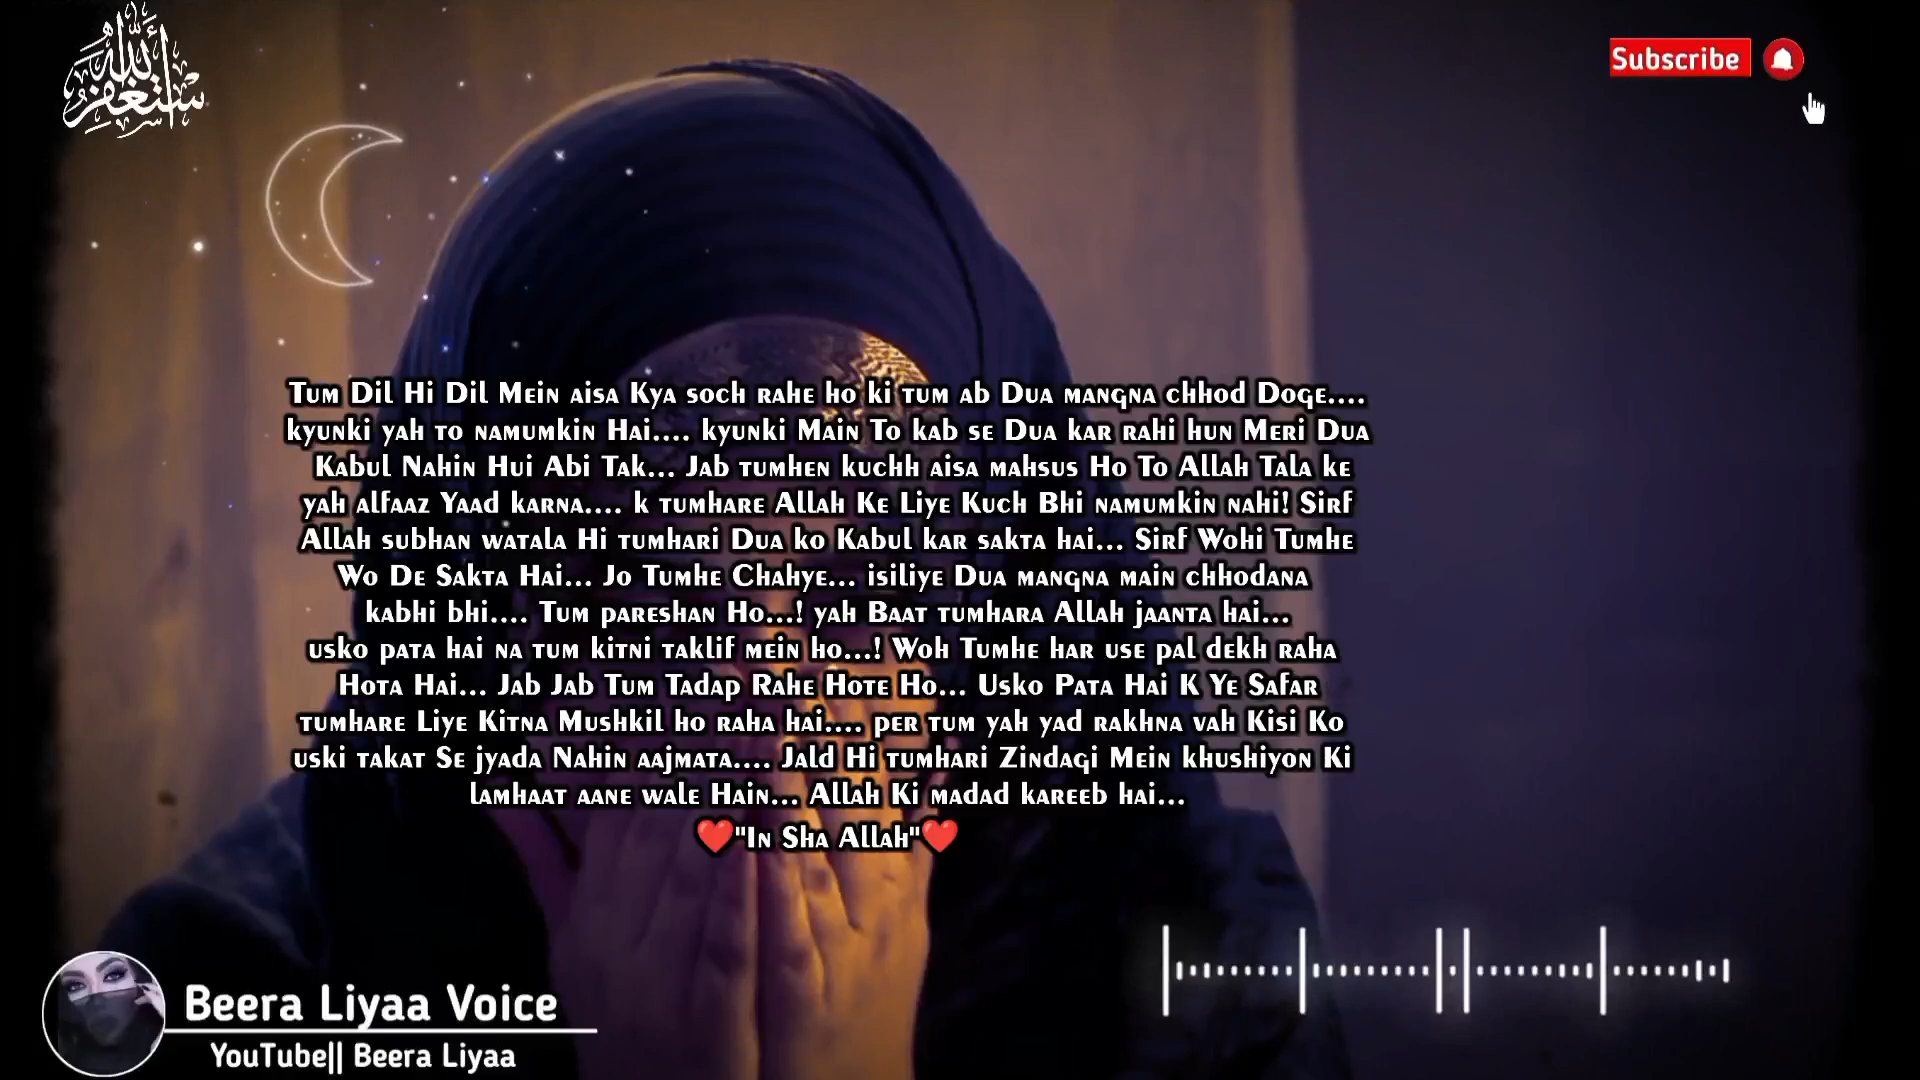 أستغفر الله
Subscribe
Tum Dil Hi Dil Mein aisa Kya soch rahe ho ki tum ab Dua mangna chhod Doge....
kyunki yah to namumkin Hai.... kyunki Main To kab se Dua kar rahi hun Meri Dua
Kabul Nahin Hui Abi Tak... Jab tumhen kuchh aisa mahsus Ho To Allah Tala ke
yah alfaaz Yaad karna.... k tumhare Allah Ke Liye Kuch Bhi namumkin nahi! Sirf
Allah subhan watala Hi tumhari Dua ko Kabul kar sakta hai... Sirf Wohi Tumhe
Wo De Sakta Hai... Jo Tumhe Chahye... isiliye Dua mangna main chhodana
kabhi bhi.... Tum pareshan Ho...! yah Baat tumhara Allah jaanta hai...
usko pata hai na tum kitni taklif mein ho...! Woh Tumhe har use pal dekh raha
Hota Hai... Jab Jab Tum Tadap Rahe Hote Ho... Usko Pata Hai K Ye Safar
tumhare Liye Kitna Mushkil ho raha hai.... per tum yah yad rakhna vah Kisi Ko
uski takat Se jyada Nahin aajmata.... Jald Hi tumhari Zindagi Mein khushiyon Ki
lamhaat aane wale Hain... Allah Ki madad kareeb hai...
❤️"In Sha Allah"❤️
Beera Liyaa Voice
YouTube|| Beera Liyaa